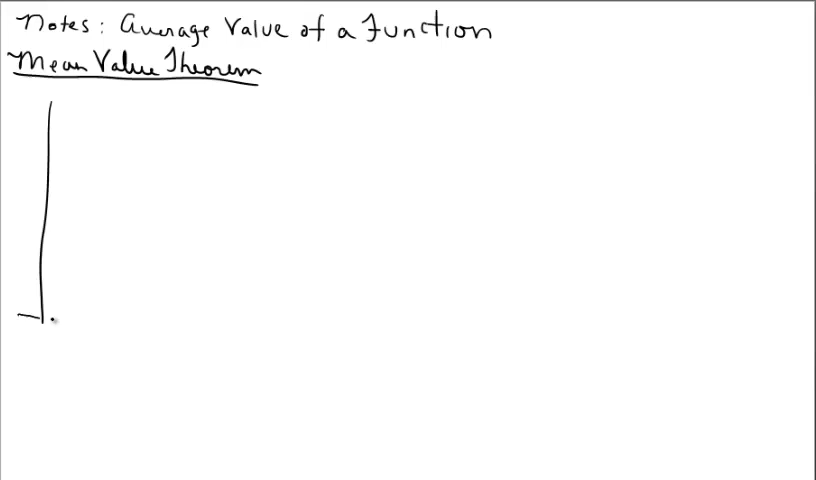 Notes: Average Value of a Function
Mean Value Theorem